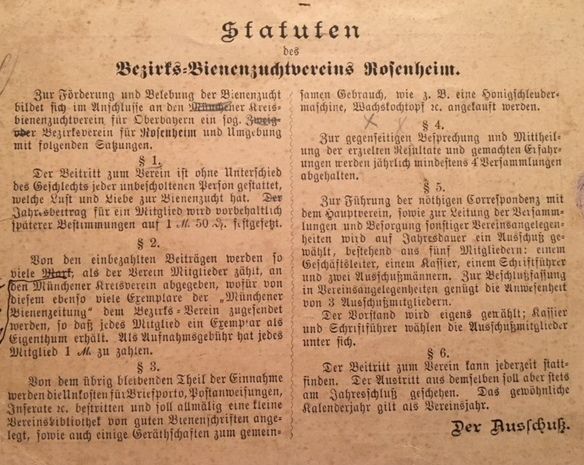 Statuten
des
Bezirks-Bienenzuchtvereins Rosenheim.
Zur Förderung und Belebung der Bienenzucht
bildet sich im Anschlusse an den Münchener Kreis-
bienenzuchtverein für Oberbayern ein sog. Zweig-
oder Bezirksverein für Rosenheim und Umgebung
mit folgenden Satzungen.
§ 1.
Der Beitritt zum Verein ist ohne Unterschied
des Geschlechts jeder unbescholtenen Person gestattet,
welche Lust und Liebe zur Bienenzucht hat. Der
Jahresbeitrag für ein Mitglied wird vorbehaltlich
späterer Bestimmungen auf 1 M. 50 Z. festgesetzt.
§ 2.
Von den einbezahlten Beiträgen werden so
viele Mark, als der Verein Mitglieder zählt, an
den Münchener Kreisverein abgegeben, wofür von
diesem ebenso viele Exemplare der „Münchener
Bienenzeitung“ dem Bezirks-Verein zugesendet
werden, so daß jedes Mitglied ein Exemplar als
Eigenthum erhält. Als Aufnahmsgebühr hat jedes
Mitglied 1 M. zu zahlen.
§ 3.
Von dem übrig bleibenden Theil der Einnahme
werden die Unkosten für Briefporto, Postanweisungen,
Inserate ꝛc. bestritten und soll allmälig eine kleine
Vereinsbibliothek von guten Bienenschriften ange-
legt, sowie auch einige Geräthschaften zum gemein-
samen Gebrauch, wie z. B. eine Honigschleuder-
maschine, Wachskochtopf ꝛc. angekauft werden.
§ 4.
Zur gegenseitigen Besprechung und Mittheilung
der erzielten Resultate und gemachten Erfah-
rungen werden jährlich mindestens 4 Versammlungen
abgehalten.
§ 5.
Zur Führung der nöthigen Correspondenz mit
dem Hauptverein, sowie zur Leitung der Versamm-
lungen und Besorgung sonstiger Vereinsangelegen-
heiten wird auf Jahresdauer ein Ausschuß ge-
wählt, bestehend aus fünf Mitgliedern: einem
Geschäftsleiter, einem Kassier, einem Schriftführer
und zwei Ausschußmännern. Zur Beschlußfassung
in Vereinsangelegenheiten genügt die Anwesenheit
von 3 Ausschußmitgliedern.
Der Vorstand wird eigens gewählt; Kassier
und Schriftführer wählen die Ausschußmitglieder
unter sich.
§ 6.
Der Beitritt zum Verein kann jederzeit statt-
finden. Der Austritt aus demselben soll aber stets
am Jahresschluß geschehen. Das gewöhnliche
Kalenderjahr gilt als Vereinsjahr.
Der Ausschuß.